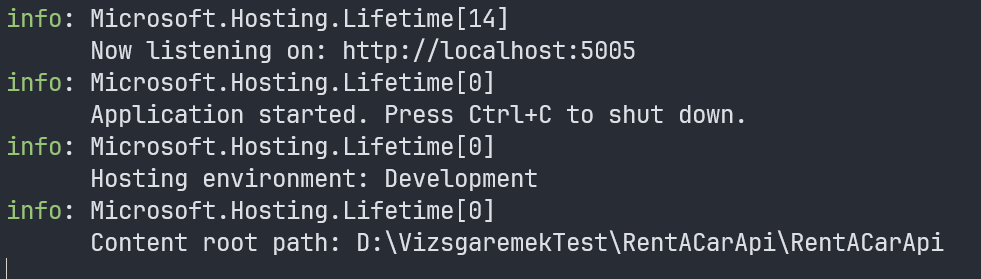 info: Microsoft.Hosting.Lifetime[14]
Now listening on: http://localhost:5005
info: Microsoft.Hosting.Lifetime[0]
Application started. Press Ctrl+C to shut down.
info: Microsoft.Hosting.Lifetime[0]
Hosting environment: Development
info: Microsoft.Hosting.Lifetime[0]
Content root path: D:\VizsgaremekTest\RentACarApi\RentACarApi